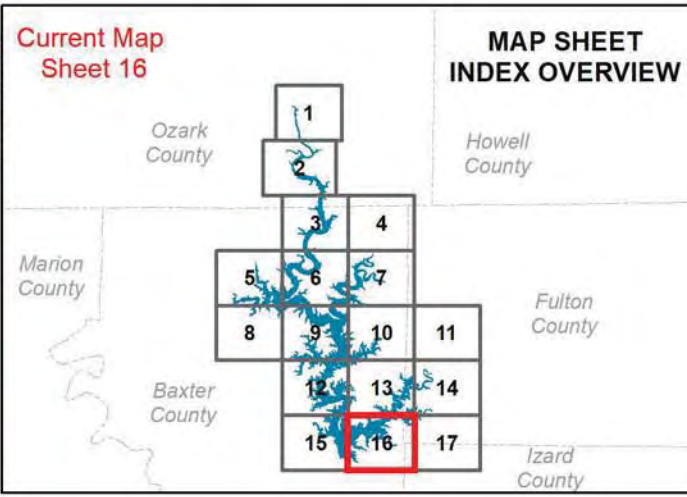 Current Map
Sheet 16
MAP SHEET
INDEX OVERVIEW
1
Ozark
County
Howell
County
2
3
4
Marion
County
5
6
7
Fulton
County
8
9
10
11
Baxter
County
12
13
14
15
16
17
Izard
County